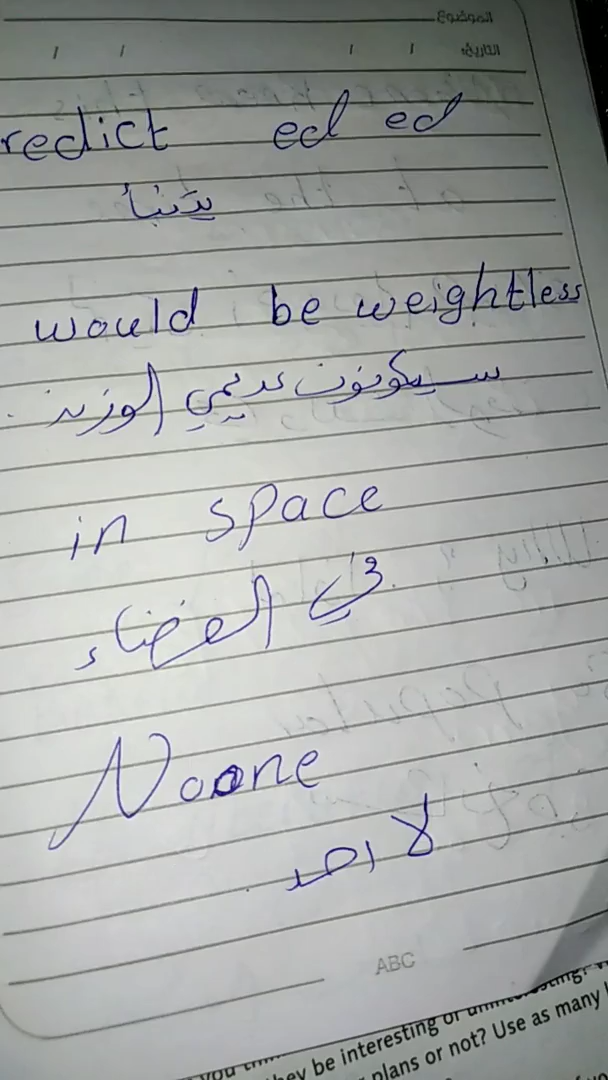 الموضوع
التاريخ / / / /
redict ed ed
يتنبأ
would be weightless
سيكونون عديمي الوزن
in space
في الفضاء
Noone
لا احد
ABC
hey be interesting or uninteresting?
plans or not? Use as many